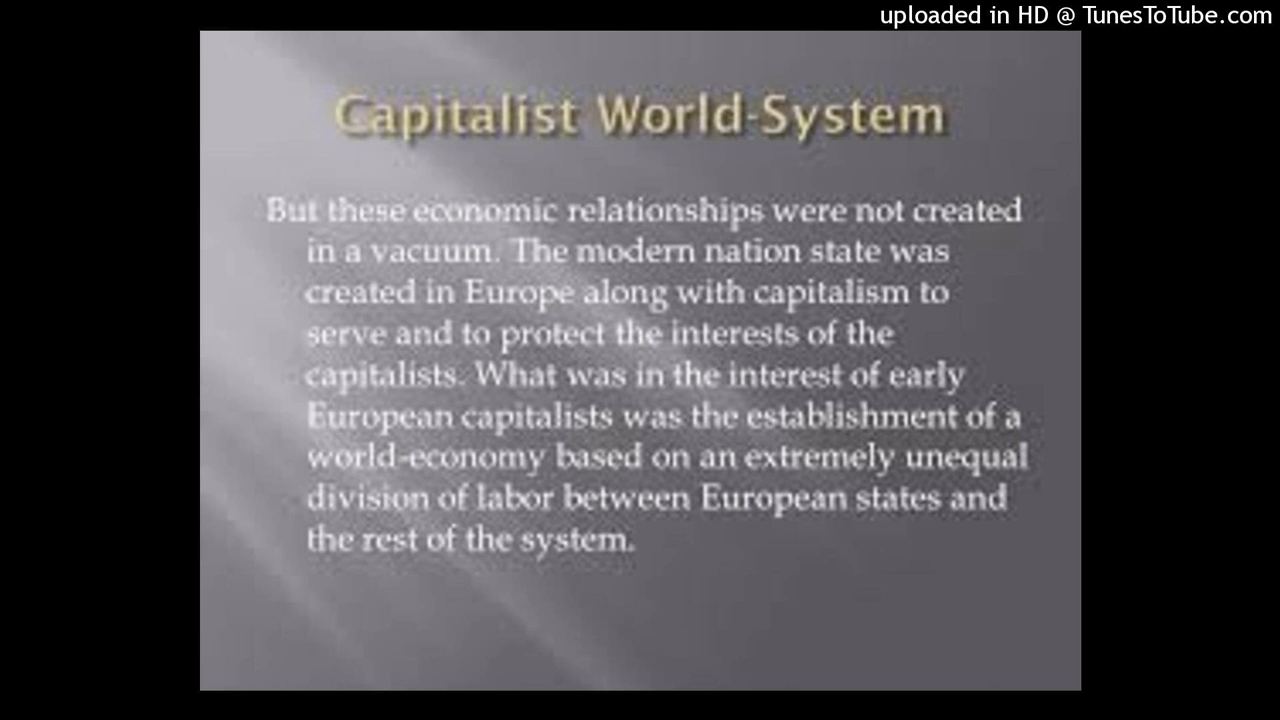 uploaded in HD @ TunesToTube.com
Capitalist World-System
But these economic relationships were not created
in a vacuum. The modern nation state was
created in Europe along with capitalism to
serve and to protect the interests of the
capitalists. What was in the interest of early
European capitalists was the establishment of a
world-economy based on an extremely unequal
division of labor between European states and
the rest of the system.